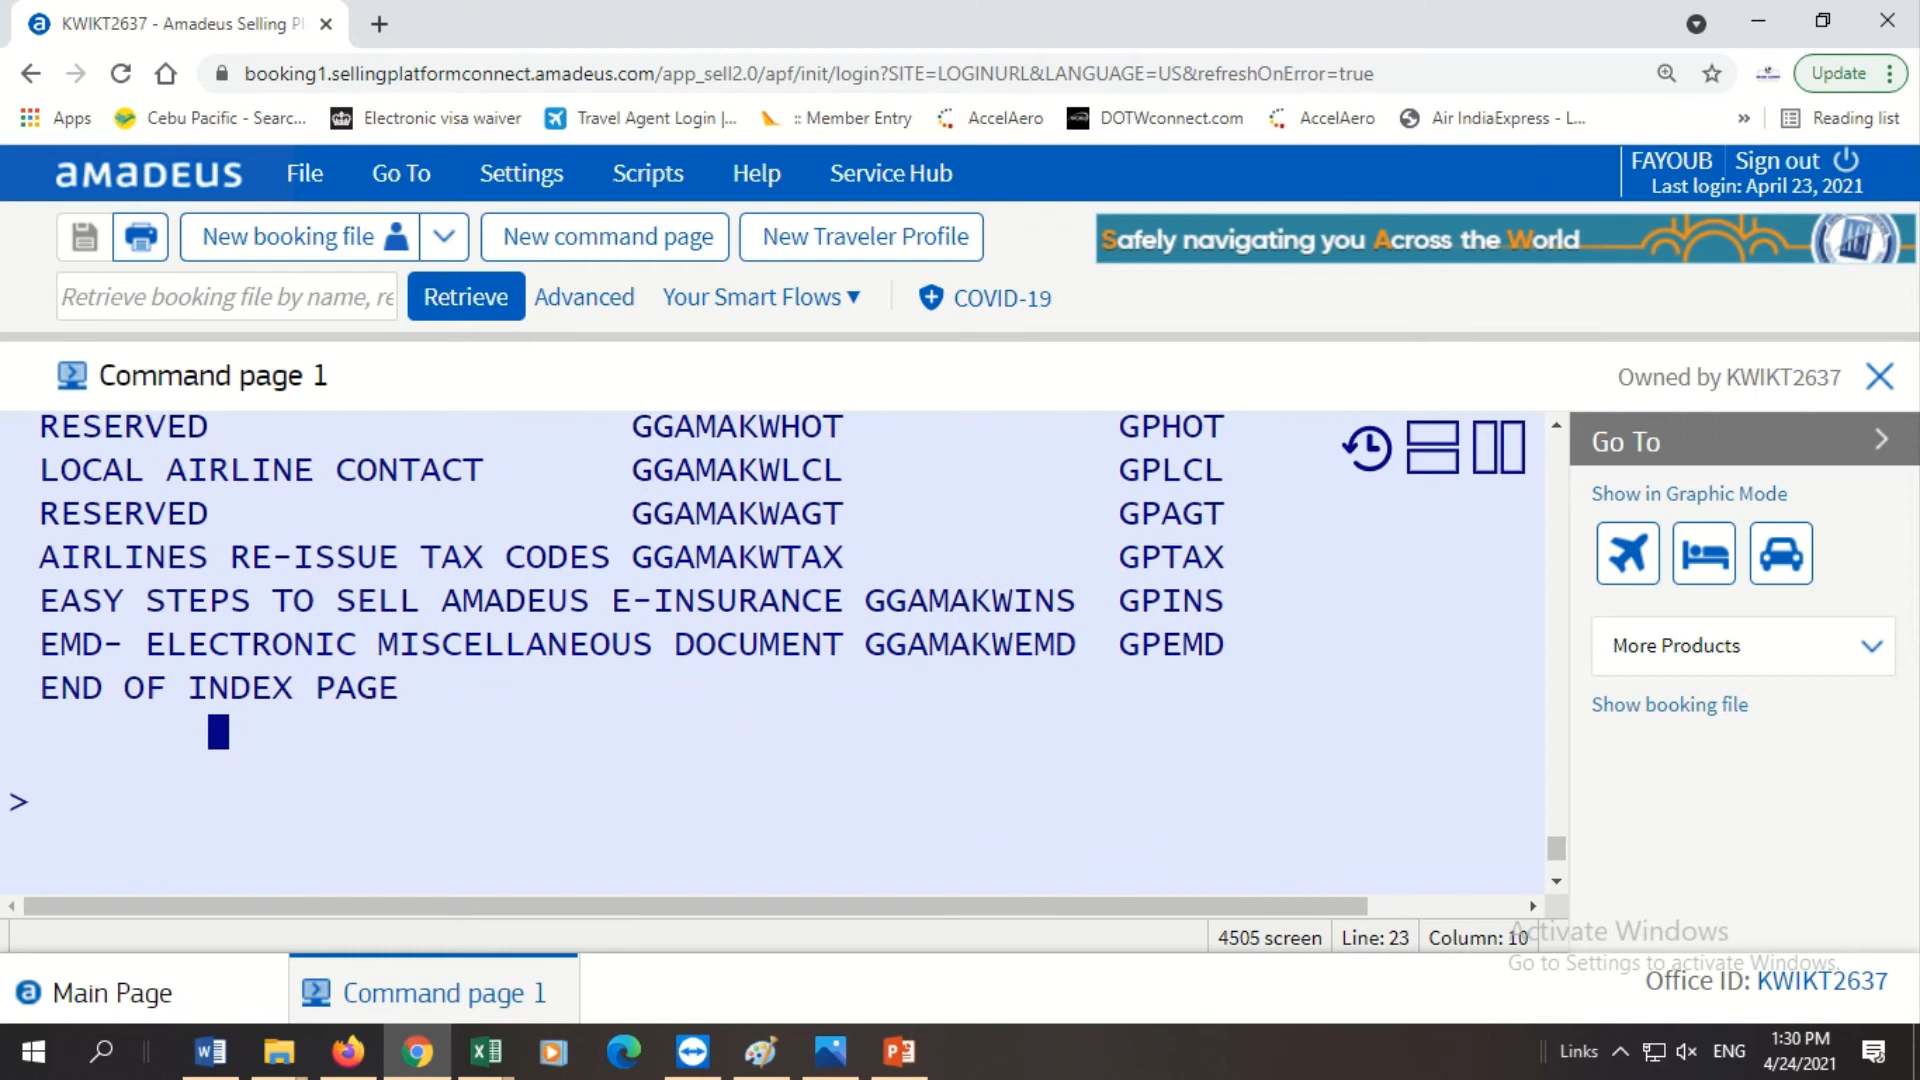 KWIKT2637 - Amadeus Selling Pl
booking1.sellingplatformconnect.amadeus.com/app_sell2.0/apf/init/login?SITE=LOGINURL&LANGUAGE=US&refreshOnError=true
Update
Apps
Cebu Pacific - Searc...
Electronic visa waiver
Travel Agent Login |...
:: Member Entry
AccelAero
DOTWconnect.com
AccelAero
Air IndiaExpress - L...
»
Reading list
amadeus
File
Go To
Settings
Scripts
Help
Service Hub
FAYOUB
Sign out
Last login: April 23, 2021
New booking file
New command page
New Traveler Profile
Safely navigating you Across the World
Retrieve booking file by name, re
Retrieve
Advanced
Your Smart Flows
COVID-19
Command page 1
Owned by KWIKT2637
RESERVED GGAMAKWHOT GPHOT
LOCAL AIRLINE CONTACT GGAMAKWLCL GPLCL
RESERVED GGAMAKWAGT GPAGT
AIRLINES RE-ISSUE TAX CODES GGAMAKWTAX GPTAX
EASY STEPS TO SELL AMADEUS E-INSURANCE GGAMAKWINS GPINS
EMD- ELECTRONIC MISCELLANEOUS DOCUMENT GGAMAKWEMD GPEMD
END OF INDEX PAGE
>
Go To
Show in Graphic Mode
More Products
Show booking file
4505 screen
Line: 23
Column: 10
Activate Windows
Go to Settings to activate Windows.
Main Page
Command page 1
Office ID: KWIKT2637
Links
ENG
1:30 PM
4/24/2021